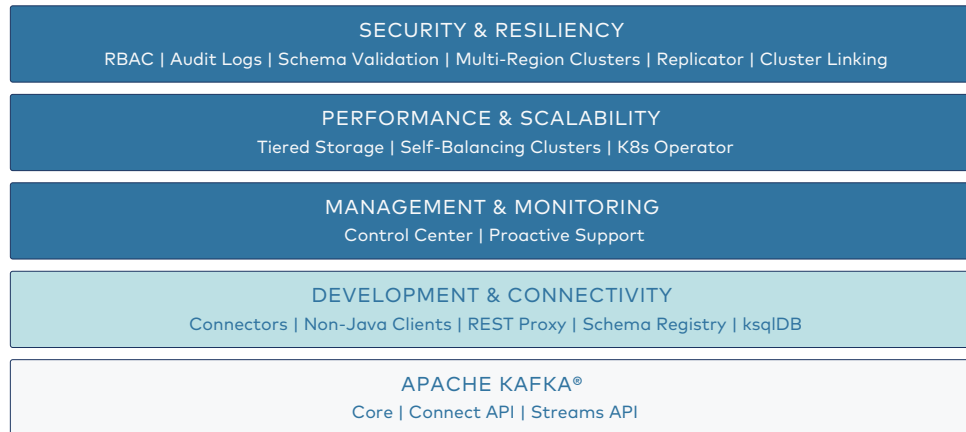 SECURITY & RESILIENCY
RBAC | Audit Logs | Schema Validation | Multi-Region Clusters | Replicator | Cluster Linking
PERFORMANCE & SCALABILITY
Tiered Storage | Self-Balancing Clusters | K8s Operator
MANAGEMENT & MONITORING
Control Center | Proactive Support
DEVELOPMENT & CONNECTIVITY
Connectors | Non-Java Clients | REST Proxy | Schema Registry | ksqlDB
APACHE KAFKA®
Core | Connect API | Streams API